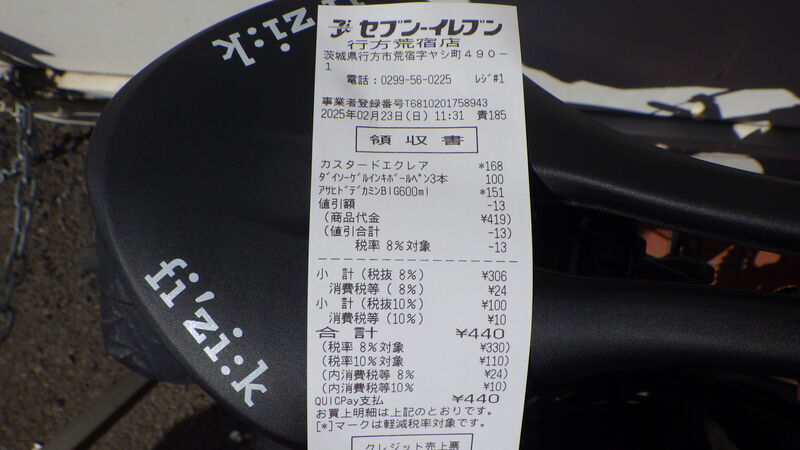 fi'zi:k
セブン-イレブン
行方荒宿店
茨城県行方市荒宿字ヤシ町490-
1
電話:0299-56-0225 レジ#1
事業者登録番号T6810201758943
2025年02月23日(日) 11:31 責185
領収書
カスタードエクレア *168
ダイソーゲルインキボールペン3本 100
アサヒドデカミンBIG600ml *151
値引額 -13
(商品代金 ¥419)
(値引合計 -13)
税率 8%対象 -13
小 計(税抜 8%) ¥306
消費税等( 8%) ¥24
小 計(税抜10%) ¥100
消費税等(10%) ¥10
合計 ¥440
(税率 8%対象 ¥330)
(税率10%対象 ¥110)
(内消費税等 8% ¥24)
(内消費税等10% ¥10)
QUICPay支払 ¥440
お買上明細は上記のとおりです。
[*]マークは軽減税率対象です。
クレジット売上票
fi'zi:k